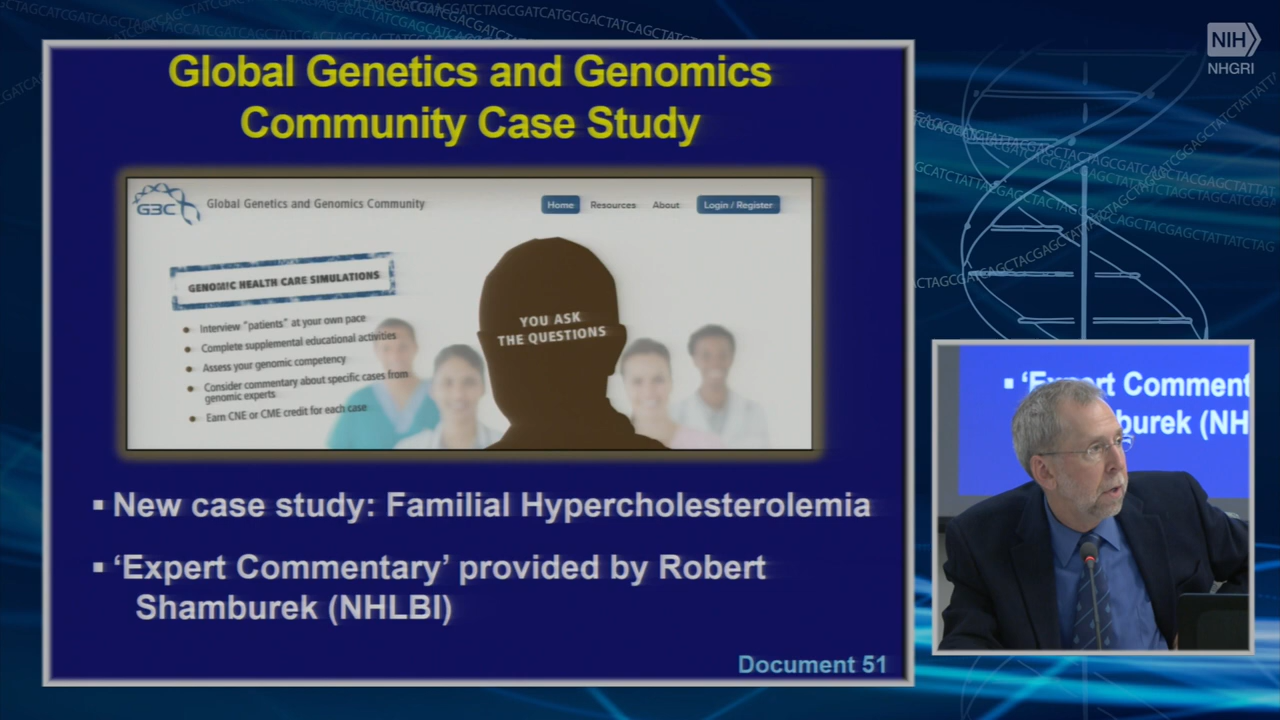 NIH
NHGRI
Global Genetics and Genomics
Community Case Study
G3C
Global Genetics and Genomics Community
Home
Resources
About
Login / Register
GENOMIC HEALTH CARE SIMULATIONS
• Interview "patients" at your own pace
• Complete supplemental educational activities
• Assess your genomic competency
• Consider commentary about specific cases from
genomic experts
• Earn CNE or CME credit for each case
YOU ASK
THE QUESTIONS
▪ New case study: Familial Hypercholesterolemia
▪ ‘Expert Commentary’ provided by Robert
Shamburek (NHLBI)
Document 51
▪ ‘Expert Comment
burek (NH